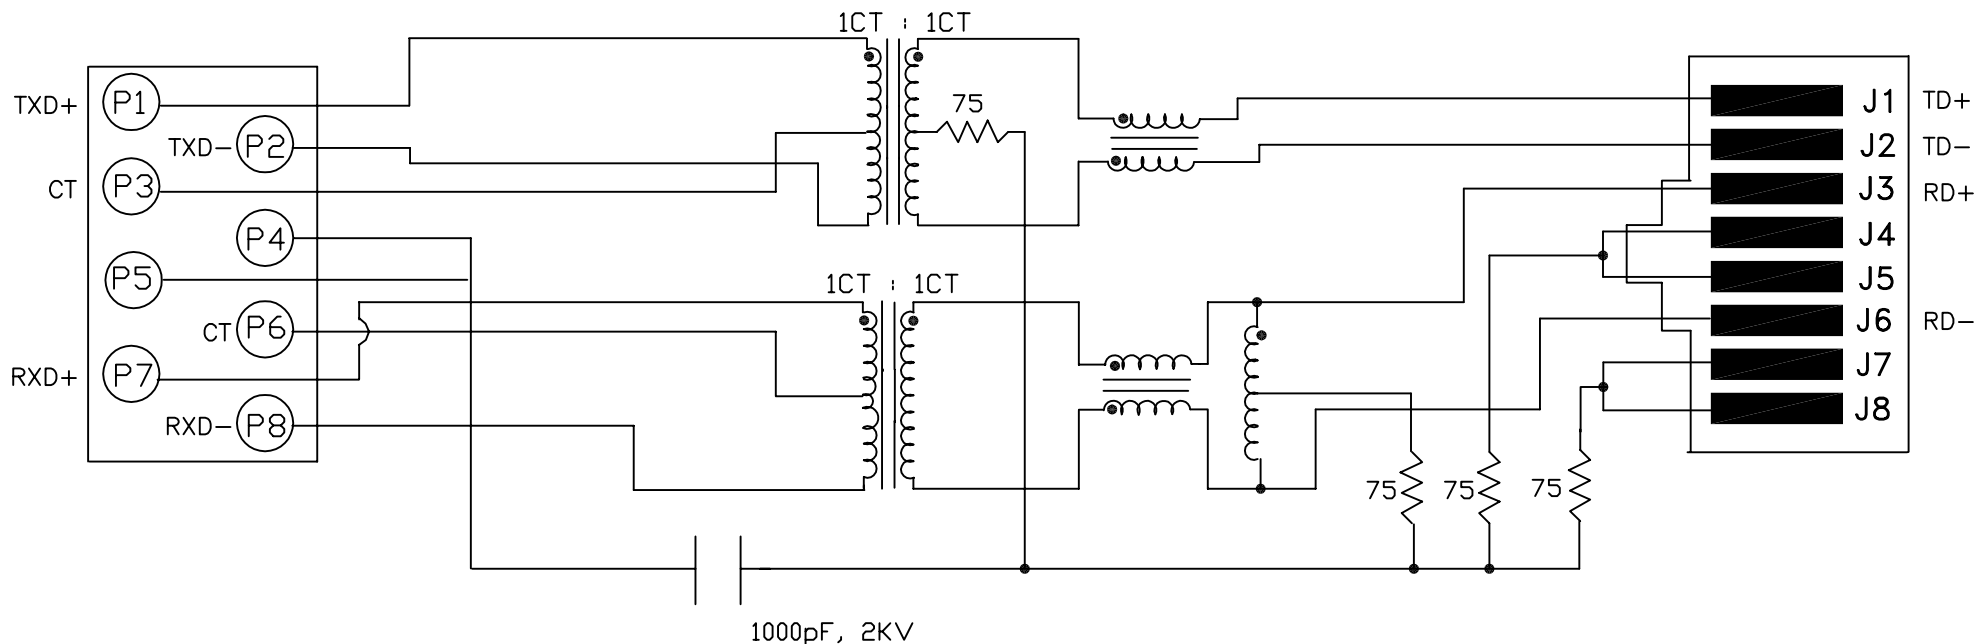 1CT : 1CT
TXD+ P1
TXD- P2
CT P3
P4
P5
CT P6
RXD+ P7
RXD- P8
75
1CT : 1CT
J1 TD+
J2 TD-
J3 RD+
J4
J5
J6 RD-
J7
J8
75 75 75
1000pF, 2KV